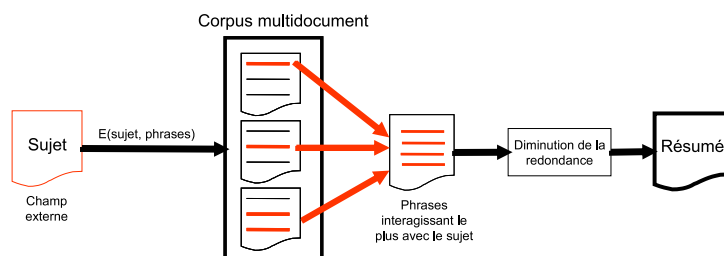 Corpus multidocument
Sujet
E(sujet, phrases)
Champ
externe
Phrases
interagissant le
plus avec le sujet
Diminution de la
redondance
Résumé